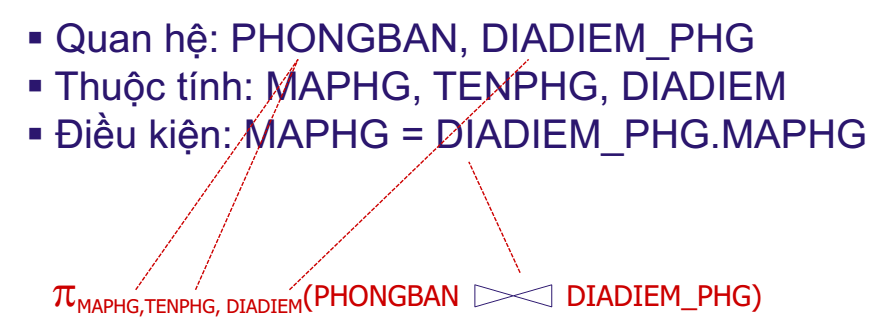 ▪ Quan hệ: PHONGBAN, DIADIEM_PHG
▪ Thuộc tính: MAPHG, TENPHG, DIADIEM
▪ Điều kiện: MAPHG = DIADIEM_PHG.MAPHG
πMAPHG,TENPHG, DIADIEM(PHONGBAN ⋈ DIADIEM_PHG)